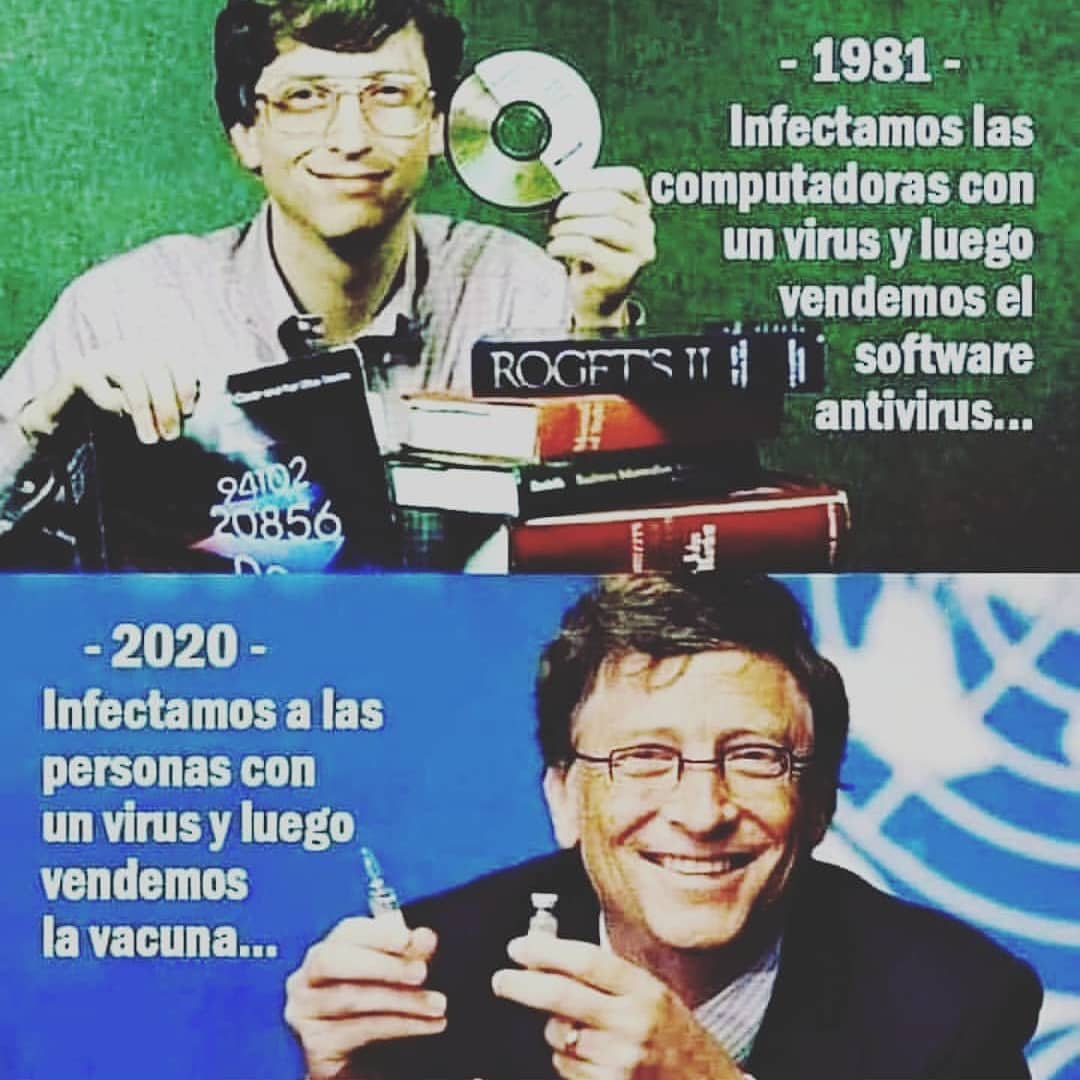 - 1981 -
Infectamos las
computadoras con
un virus y luego
vendemos el
software
antivirus...
ROGET'S II
94102
20856
- 2020 -
Infectamos a las
personas con
un virus y luego
vendemos
la vacuna...